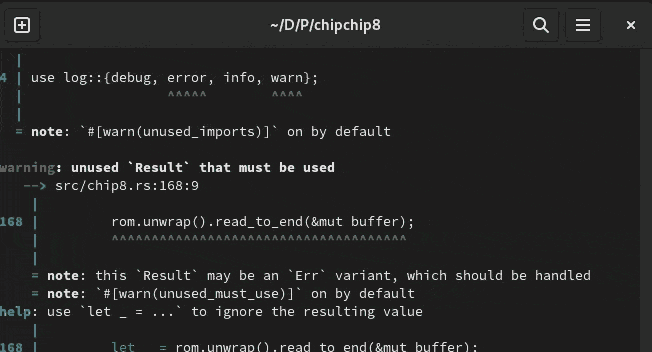 ~/D/P/chipchip8
|
4 | use log::{debug, error, info, warn};
| ^^^^^ ^^^^
|
= note: `#[warn(unused_imports)]` on by default
warning: unused `Result` that must be used
--> src/chip8.rs:168:9
|
168 | rom.unwrap().read_to_end(&mut buffer);
| ^^^^^^^^^^^^^^^^^^^^^^^^^^^^^^^^^^^^^
|
= note: this `Result` may be an `Err` variant, which should be handled
= note: `#[warn(unused_must_use)]` on by default
help: use `let _ = ...` to ignore the resulting value
|
168 | let _ = rom.unwrap().read_to_end(&mut buffer);